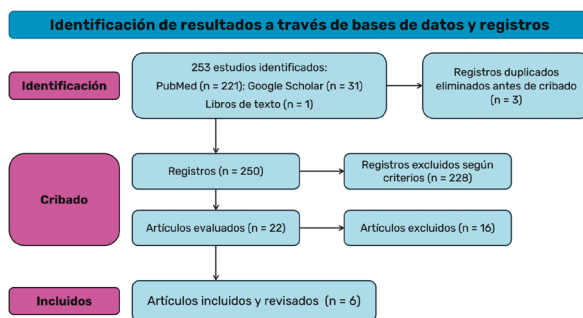 Identificación de resultados a través de bases de datos y registros
Identificación
253 estudios identificados:
PubMed (n = 221); Google Scholar (n = 31)
Libros de texto (n = 1)
Registros duplicados
eliminados antes de cribado
(n = 3)
Cribado
Registros (n = 250)
Registros excluidos según
criterios (n = 228)
Artículos evaluados (n = 22)
Artículos excluidos (n = 16)
Incluidos
Artículos incluidos y revisados (n = 6)